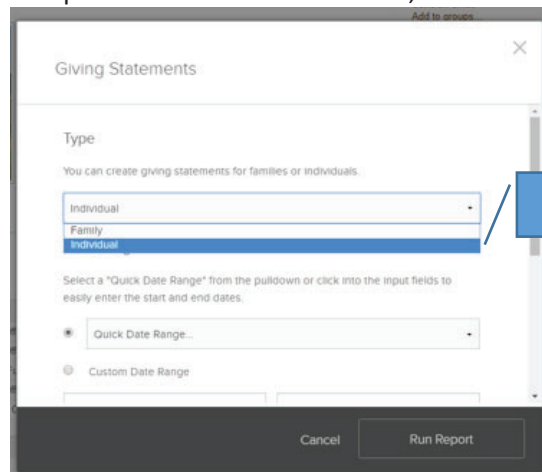 Add to groups...
Giving Statements
Type
You can create giving statements for families or individuals.
Individual
Family
Individual
Select a "Quick Date Range" from the pulldown or click into the input fields to
easily enter the start and end dates.
Quick Date Range...
Custom Date Range
Cancel
Run Report